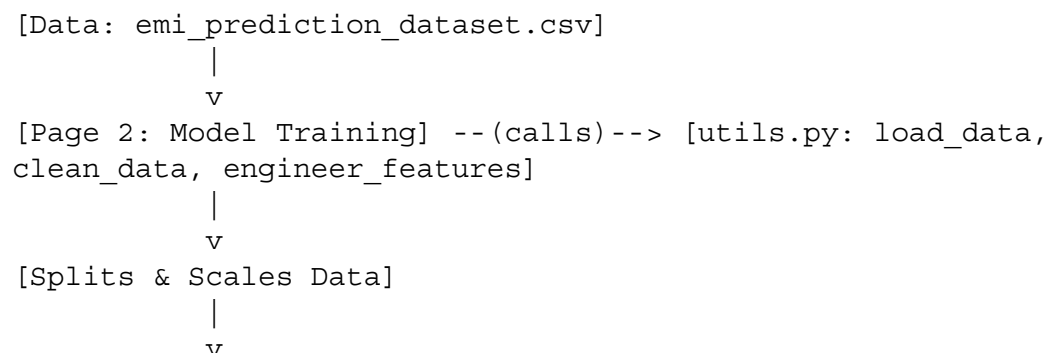 [Data: emi_prediction_dataset.csv]
           |
           v
[Page 2: Model Training] --(calls)--> [utils.py: load_data,
clean_data, engineer_features]
           |
           v
[Splits & Scales Data]
           |
           v